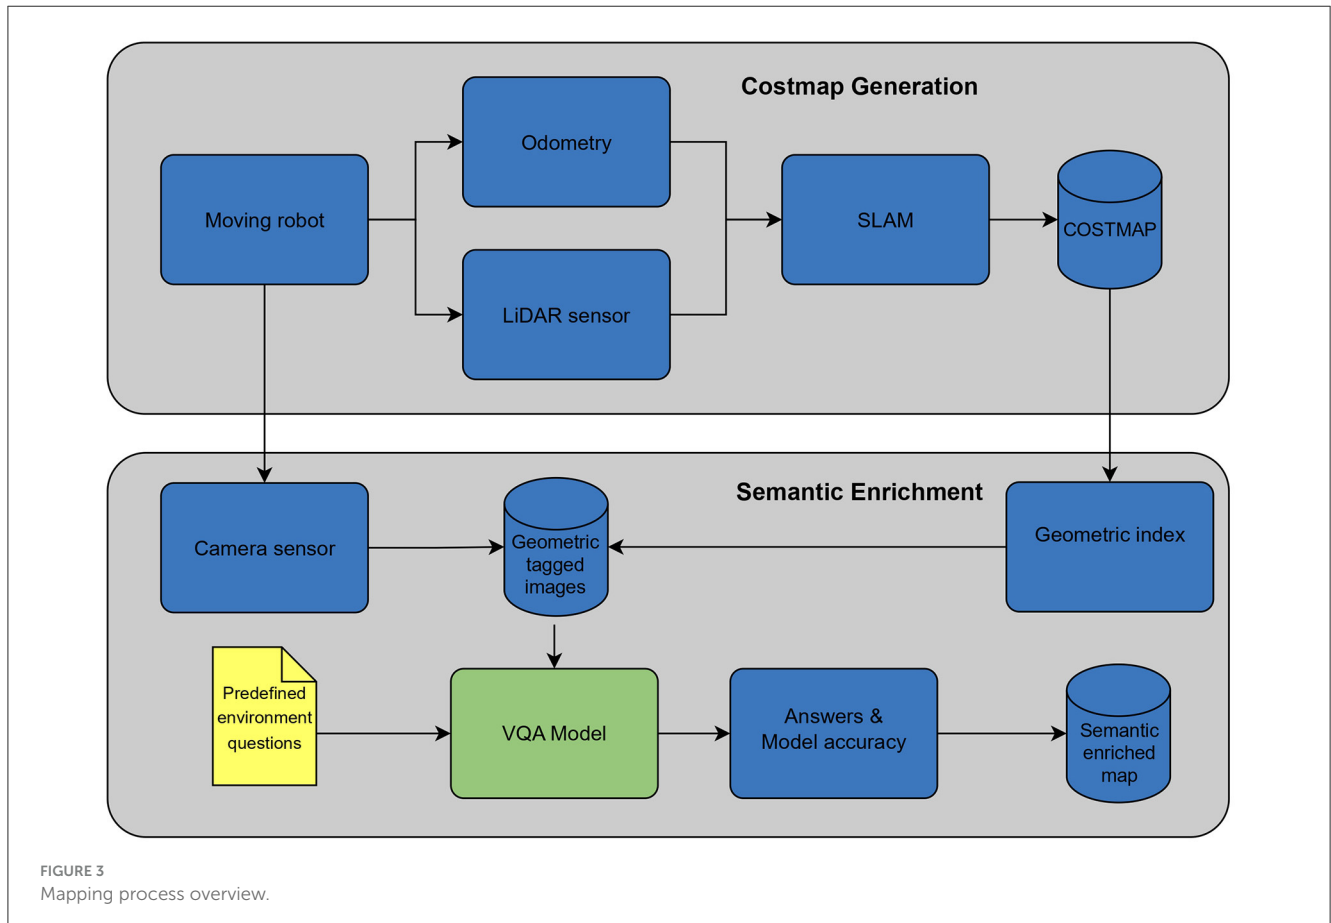 Costmap Generation
Odometry
Moving robot
SLAM
COSTMAP
LiDAR sensor
Semantic Enrichment
Camera sensor
Geometric
tagged
images
Geometric index
Predefined
environment
questions
VQA Model
Answers &
Model accuracy
Semantic
enriched
map
FIGURE 3
Mapping process overview.